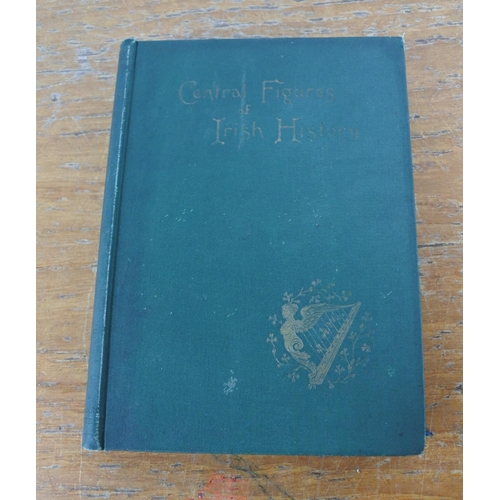 Central Figures
of
Irish History